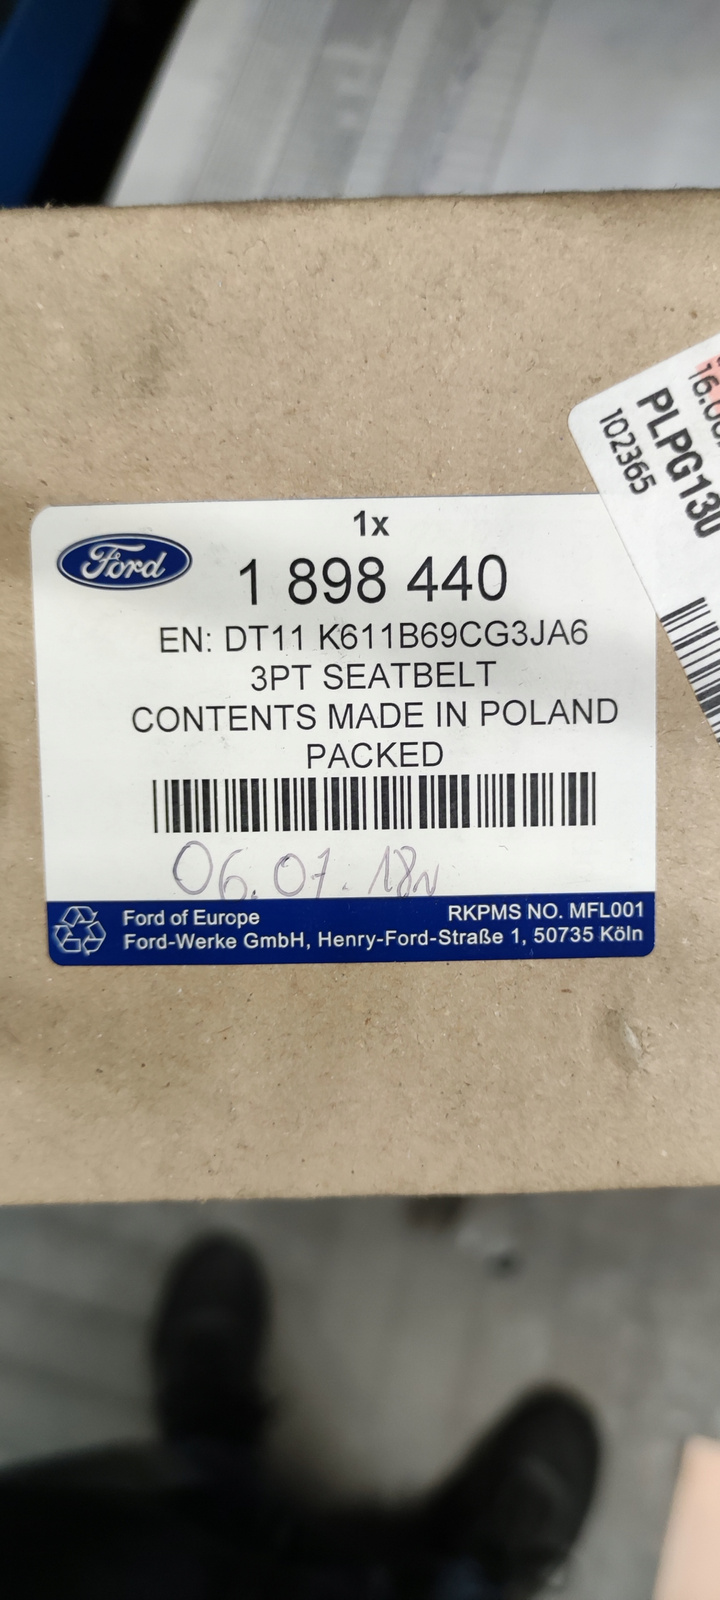 1x
Ford
1 898 440
EN: DT11 K611B69CG3JA6
3PT SEATBELT
CONTENTS MADE IN POLAND
PACKED
06.07.18r
Ford of Europe
RKPMS NO. MFL001
Ford-Werke GmbH, Henry-Ford-Straße 1, 50735 Köln
PLPG130
102365